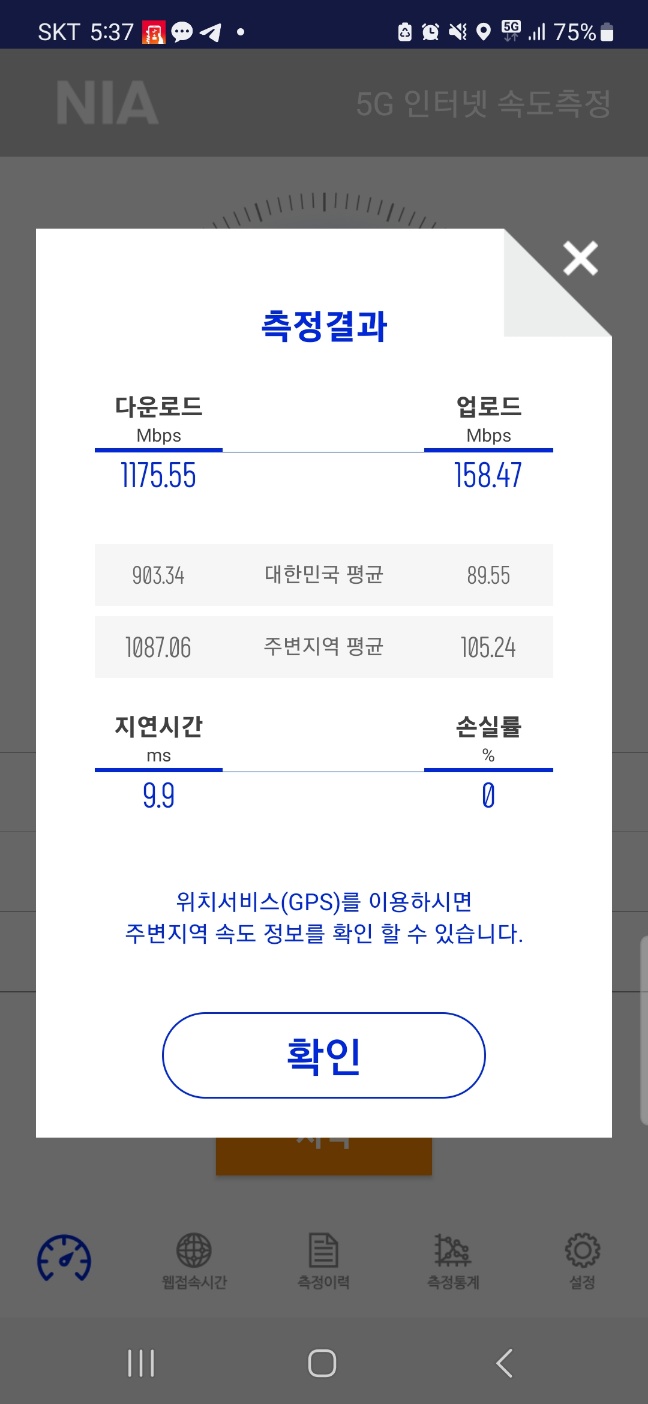 SKT 5:37 5G 75%
NIA 5G 인터넷 속도측정
측정결과
다운로드 업로드
Mbps Mbps
1175.55 158.47
903.34 대한민국 평균 89.55
1087.06 주변지역 평균 105.24
지연시간 손실률
ms %
9.9 0
위치서비스(GPS)를 이용하시면
주변지역 속도 정보를 확인 할 수 있습니다.
확인
웹접속시간 측정이력 측정통계 설정